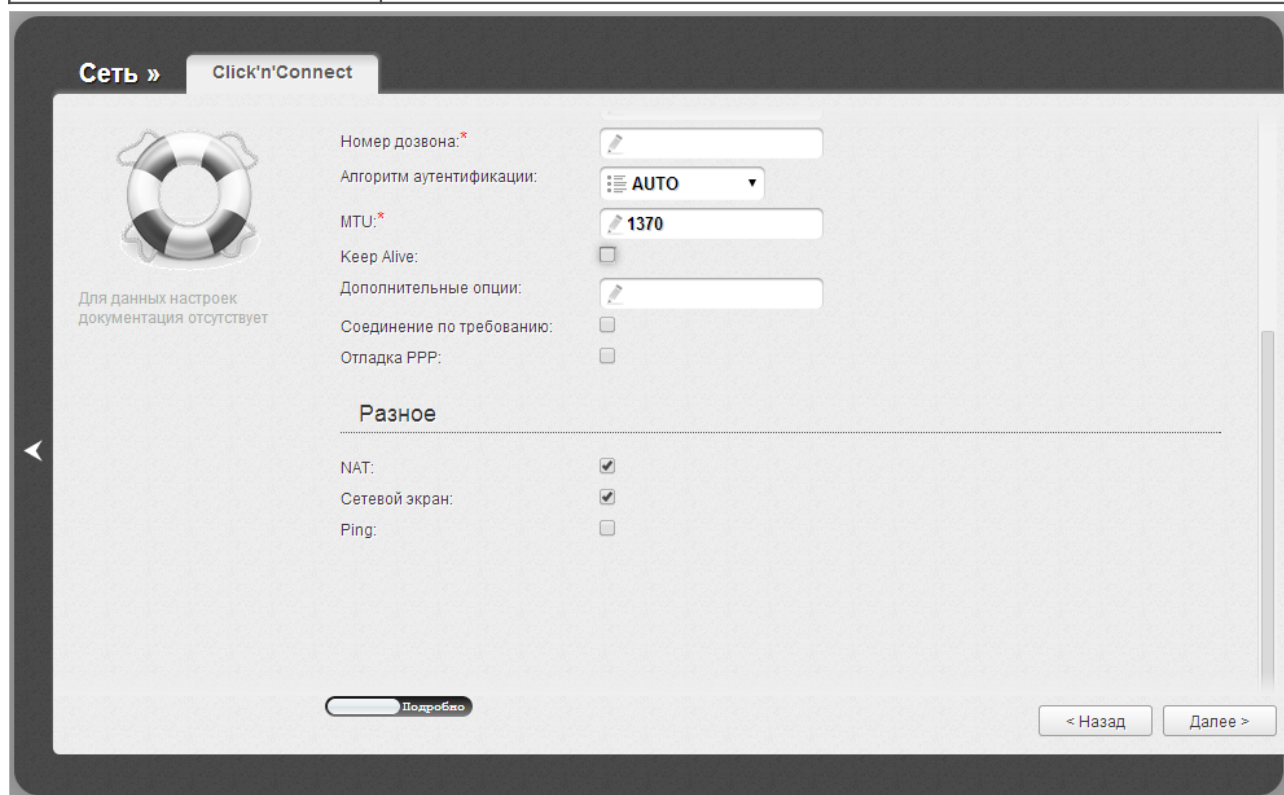 Сеть »
Click'n'Connect
Для данных настроек
документация отсутствует
Номер дозвона:*
Алгоритм аутентификации:
AUTO
MTU:*
1370
Keep Alive:
Дополнительные опции:
Соединение по требованию:
Отладка PPP:
Разное
NAT:
Сетевой экран:
Ping:
Подробно
< Назад
Далее >